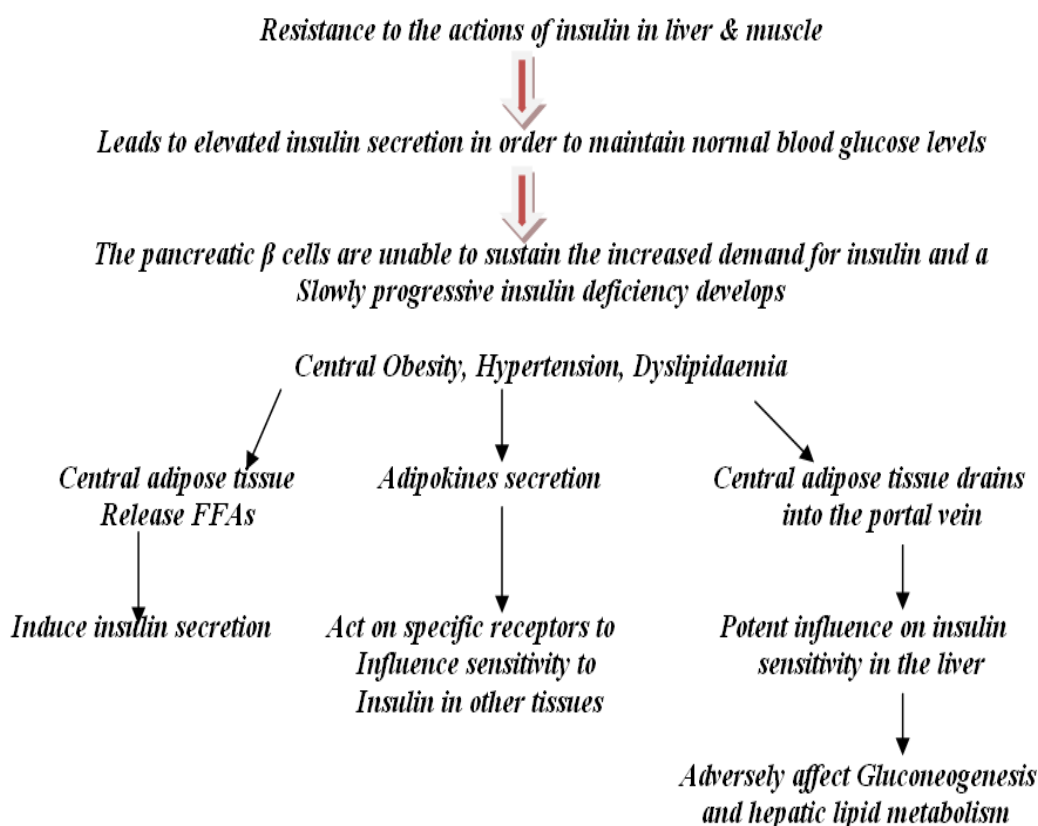 Resistance to the actions of insulin in liver & muscle
Leads to elevated insulin secretion in order to maintain normal blood glucose levels
The pancreatic β cells are unable to sustain the increased demand for insulin and a
Slowly progressive insulin deficiency develops
Central Obesity, Hypertension, Dyslipidaemia
Central adipose tissue
Release FFAs
Induce insulin secretion
Adipokines secretion
Act on specific receptors to
Influence sensitivity to
Insulin in other tissues
Central adipose tissue drains
into the portal vein
Potent influence on insulin
sensitivity in the liver
Adversely affect Gluconeogenesis
and hepatic lipid metabolism